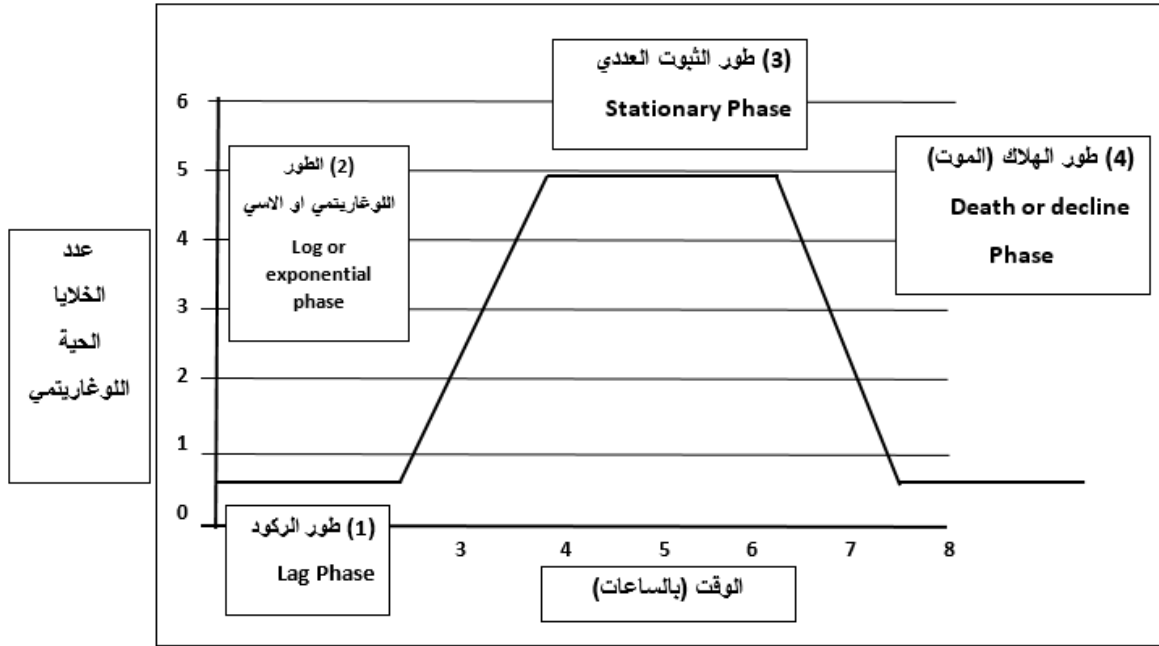 (3) طور الثبوت العددي
Stationary Phase
(4) طور الهلاك (الموت)
Death or decline
Phase
(2) الطور
اللوغاريتمي او الاسي
Log or
exponential
phase
عدد
الخلايا
الحية
اللوغاريتمي
6
5
4
3
2
1
0
(1) طور الركود
Lag Phase
3 4 5 6 7 8
الوقت (بالساعات)